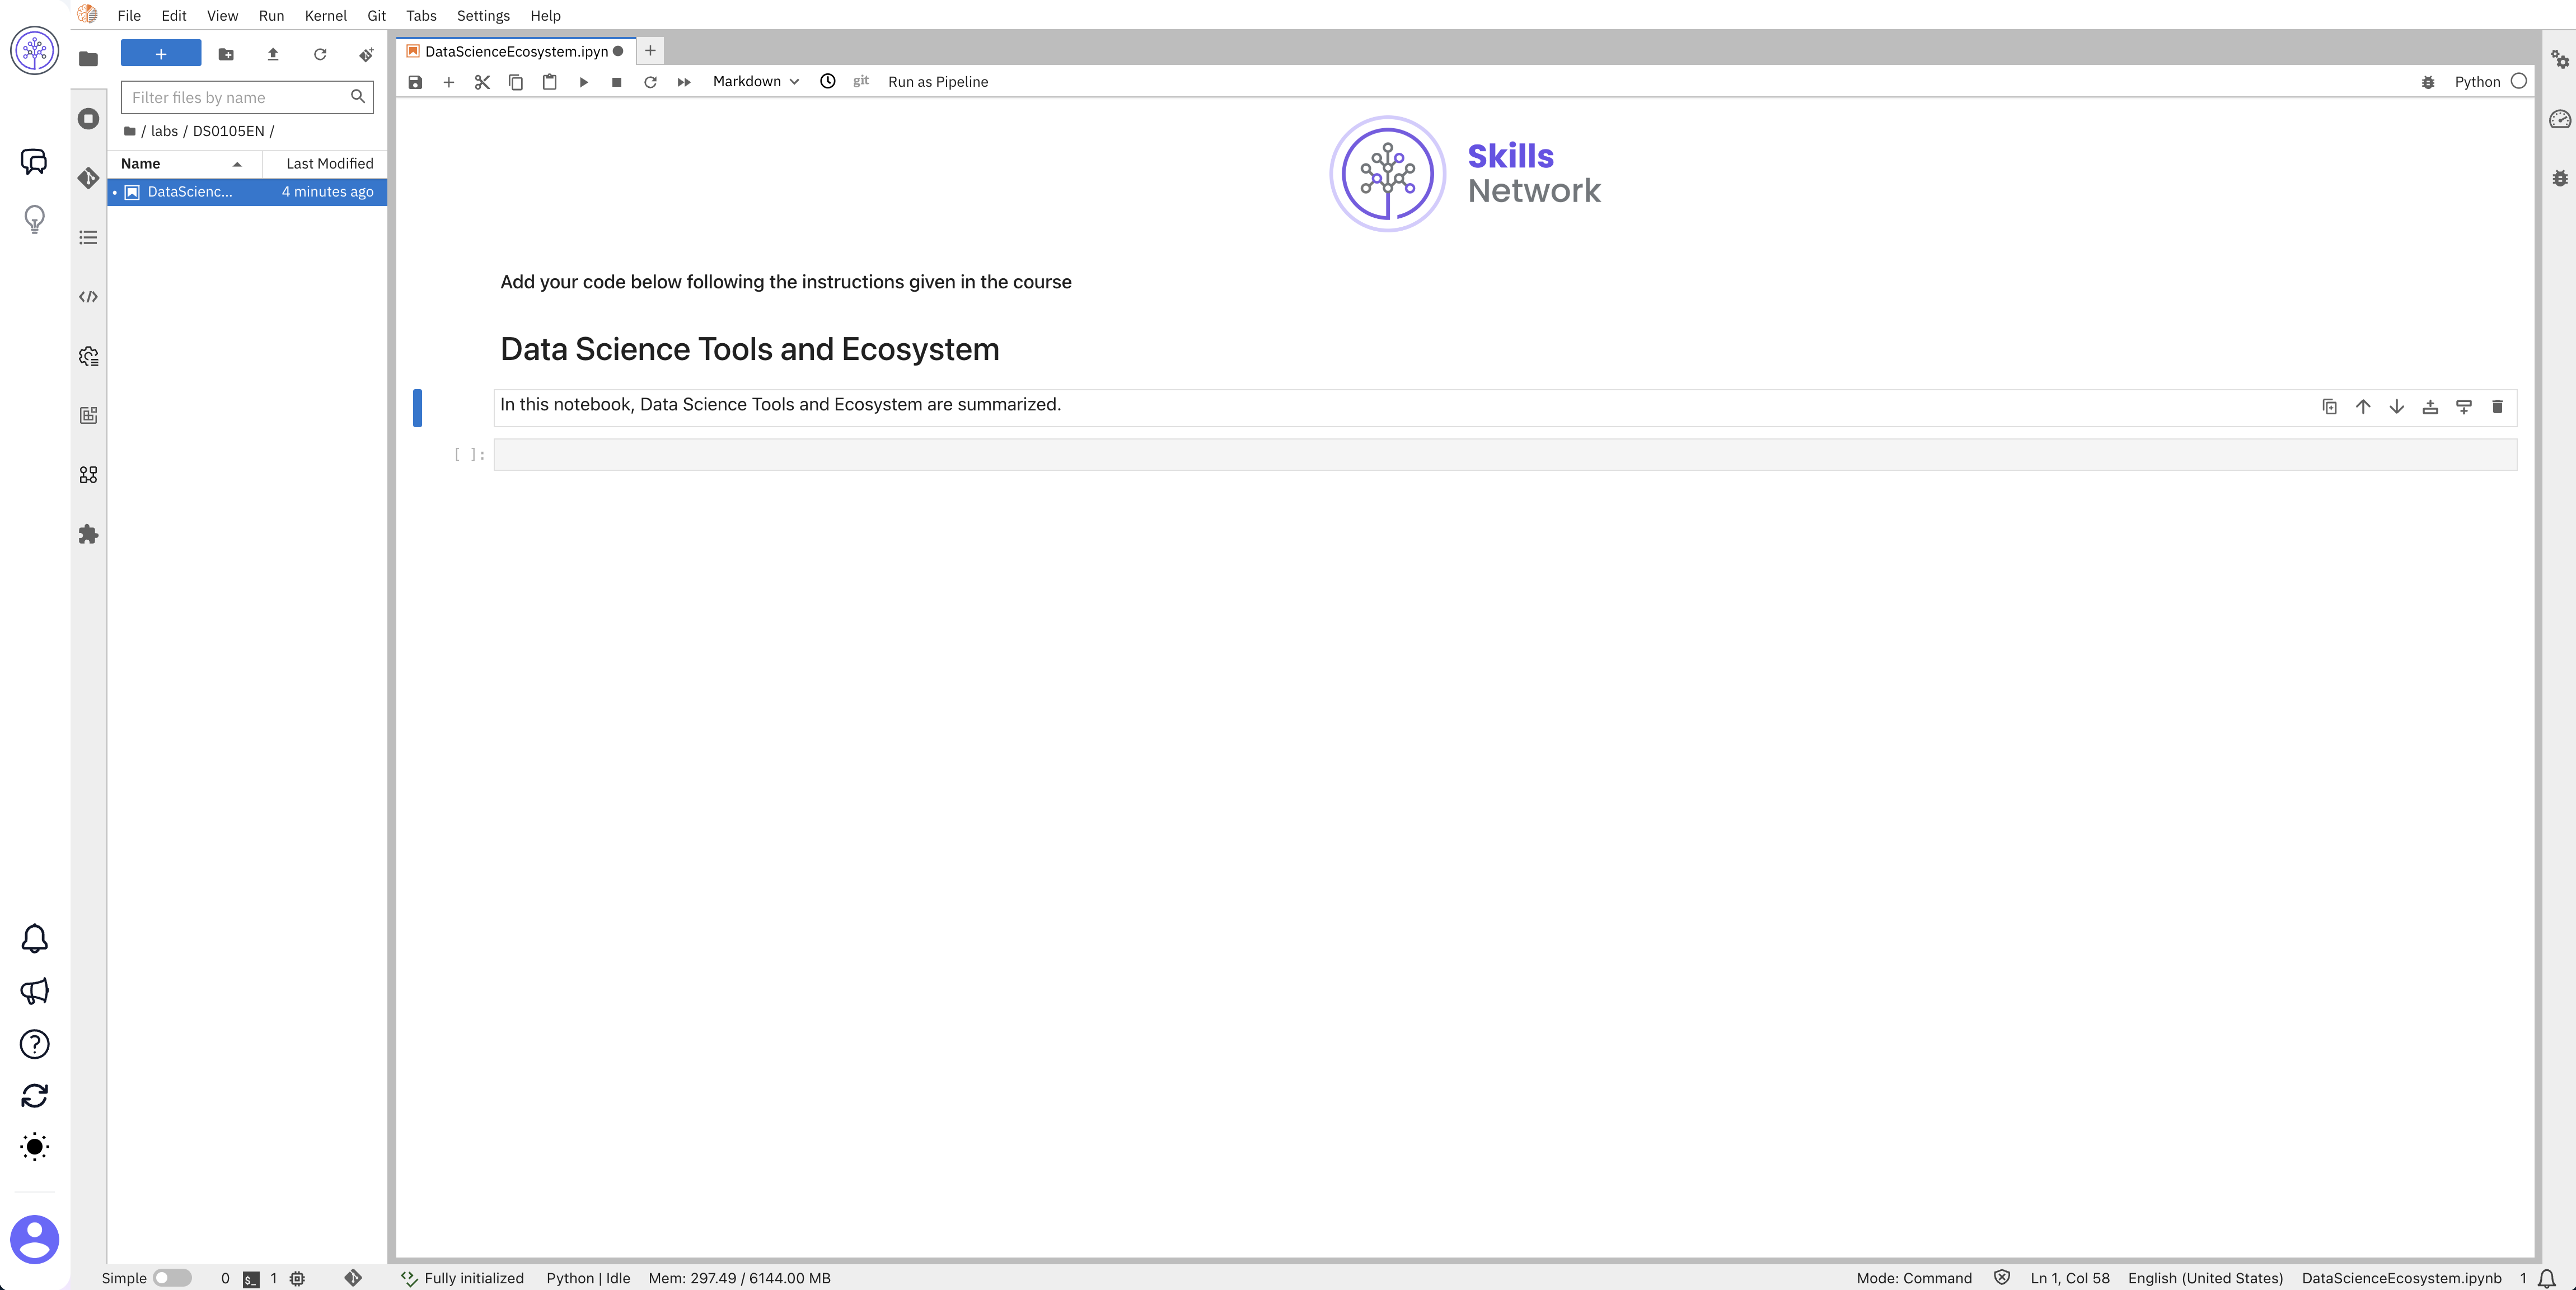 File Edit View Run Kernel Git Tabs Settings Help
+
DataScienceEcosystem.ipyn
+
Filter files by name
/ labs / DS0105EN /
Name Last Modified
DataScienc... 4 minutes ago
Markdown git Run as Pipeline Python
Skills
Network
Add your code below following the instructions given in the course
Data Science Tools and Ecosystem
In this notebook, Data Science Tools and Ecosystem are summarized.
[ ]:
Simple 0 $_ 1 Fully initialized Python | Idle Mem: 297.49 / 6144.00 MB Mode: Command Ln 1, Col 58 English (United States) DataScienceEcosystem.ipynb 1